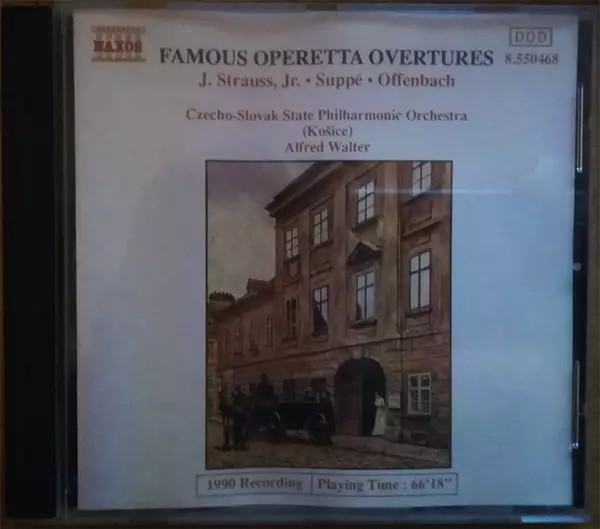 NAXOS
FAMOUS OPERETTA OVERTURES
DDD
8.550468
J. Strauss, Jr. • Suppé • Offenbach
Czecho-Slovak State Philharmonic Orchestra
(Košice)
Alfred Walter
1990 Recording
Playing Time : 66'18"